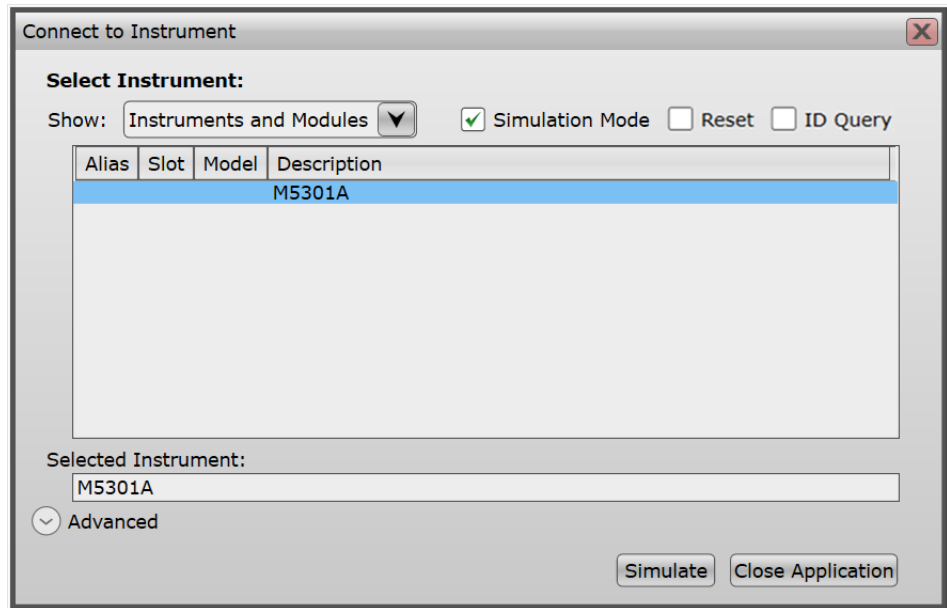 Connect to Instrument
Select Instrument:
Show: Instruments and Modules Simulation Mode Reset ID Query
Alias Slot Model Description
M5301A
Selected Instrument:
M5301A
Advanced
Simulate Close Application